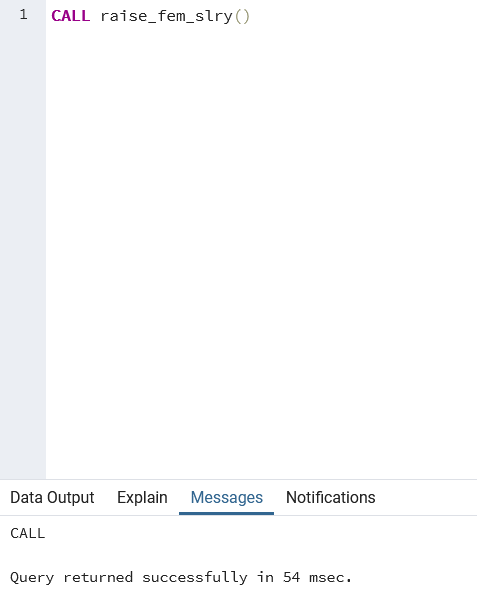 1 CALL raise_fem_slry()
Data Output Explain Messages Notifications
CALL
Query returned successfully in 54 msec.